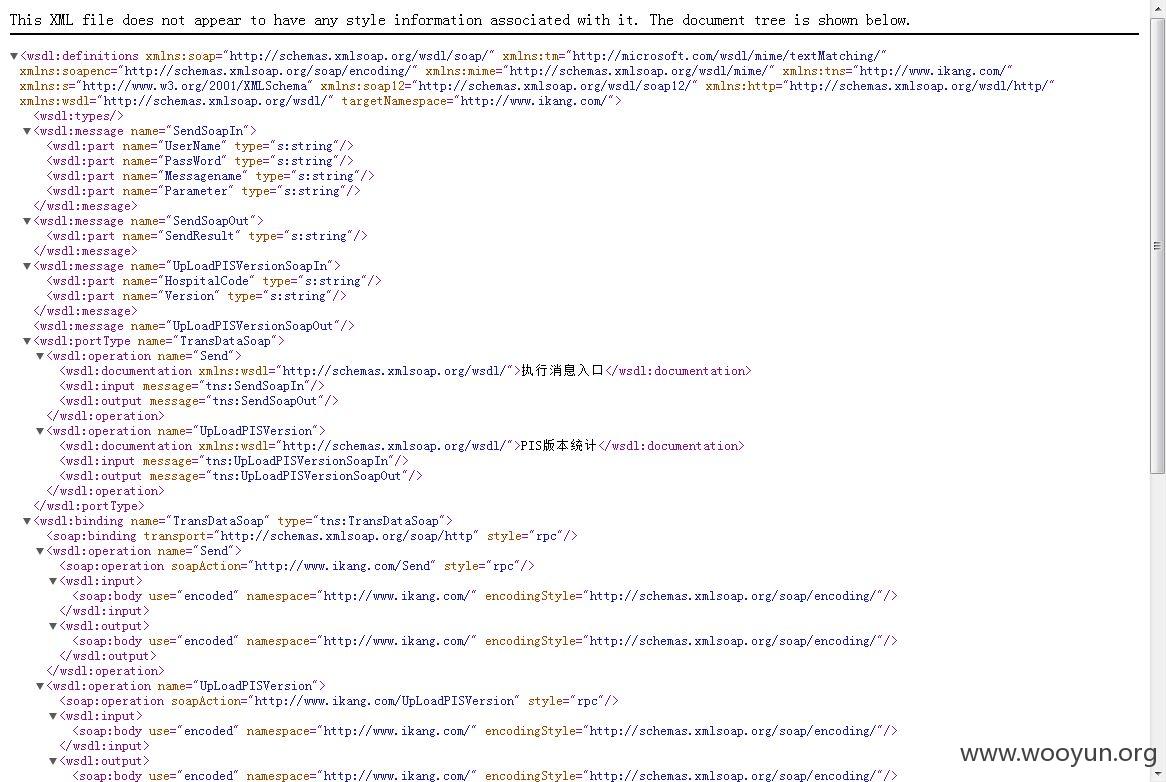 This XML file does not appear to have any style information associated with it. The document tree is shown below.
▼<wsdl:definitions xmlns:soap="http://schemas.xmlsoap.org/wsdl/soap/" xmlns:tm="http://microsoft.com/wsdl/mime/textMatching/"
xmlns:soapenc="http://schemas.xmlsoap.org/soap/encoding/" xmlns:mime="http://schemas.xmlsoap.org/wsdl/mime/" xmlns:tns="http://www.ikang.com/"
xmlns:s="http://www.w3.org/2001/XMLSchema" xmlns:soap12="http://schemas.xmlsoap.org/wsdl/soap12/" xmlns:http="http://schemas.xmlsoap.org/wsdl/http/"
xmlns:wsdl="http://schemas.xmlsoap.org/wsdl/" targetNamespace="http://www.ikang.com/">
<wsdl:types/>
▼<wsdl:message name="SendSoapIn">
<wsdl:part name="UserName" type="s:string"/>
<wsdl:part name="PassWord" type="s:string"/>
<wsdl:part name="Messagename" type="s:string"/>
<wsdl:part name="Parameter" type="s:string"/>
</wsdl:message>
▼<wsdl:message name="SendSoapOut">
<wsdl:part name="SendResult" type="s:string"/>
</wsdl:message>
▼<wsdl:message name="UpLoadPISVersionSoapIn">
<wsdl:part name="HospitalCode" type="s:string"/>
<wsdl:part name="Version" type="s:string"/>
</wsdl:message>
<wsdl:message name="UpLoadPISVersionSoapOut"/>
▼<wsdl:portType name="TransDataSoap">
▼<wsdl:operation name="Send">
<wsdl:documentation xmlns:wsdl="http://schemas.xmlsoap.org/wsdl/">执行消息入口</wsdl:documentation>
<wsdl:input message="tns:SendSoapIn"/>
<wsdl:output message="tns:SendSoapOut"/>
</wsdl:operation>
▼<wsdl:operation name="UpLoadPISVersion">
<wsdl:documentation xmlns:wsdl="http://schemas.xmlsoap.org/wsdl/">PIS版本统计</wsdl:documentation>
<wsdl:input message="tns:UpLoadPISVersionSoapIn"/>
<wsdl:output message="tns:UpLoadPISVersionSoapOut"/>
</wsdl:operation>
</wsdl:portType>
▼<wsdl:binding name="TransDataSoap" type="tns:TransDataSoap">
<soap:binding transport="http://schemas.xmlsoap.org/soap/http" style="rpc"/>
▼<wsdl:operation name="Send">
<soap:operation soapAction="http://www.ikang.com/Send" style="rpc"/>
▼<wsdl:input>
<soap:body use="encoded" namespace="http://www.ikang.com/" encodingStyle="http://schemas.xmlsoap.org/soap/encoding/"/>
</wsdl:input>
▼<wsdl:output>
<soap:body use="encoded" namespace="http://www.ikang.com/" encodingStyle="http://schemas.xmlsoap.org/soap/encoding/"/>
</wsdl:output>
</wsdl:operation>
▼<wsdl:operation name="UpLoadPISVersion">
<soap:operation soapAction="http://www.ikang.com/UpLoadPISVersion" style="rpc"/>
▼<wsdl:input>
<soap:body use="encoded" namespace="http://www.ikang.com/" encodingStyle="http://schemas.xmlsoap.org/soap/encoding/"/>
</wsdl:input>
▼<wsdl:output>
<soap:body use="encoded" namespace="http://www.ikang.com/" encodingStyle="http://schemas.xmlsoap.org/soap/encoding/"/>
www.wooyun.org